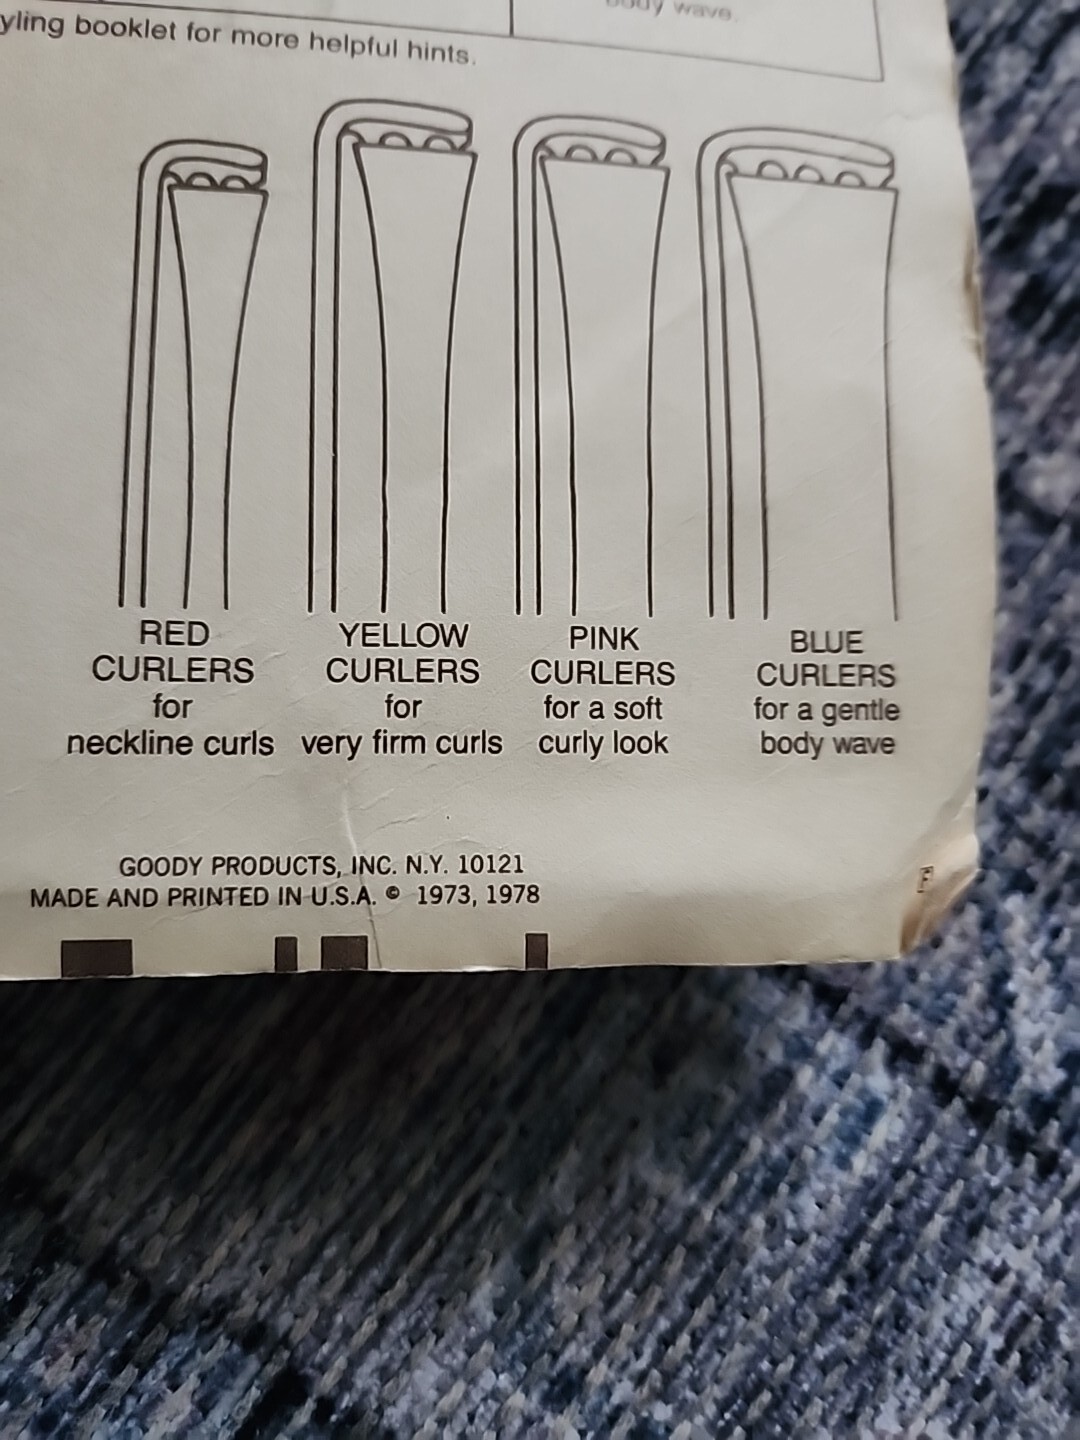 body wave.
yling booklet for more helpful hints.
RED
CURLERS
for
neckline curls
YELLOW
CURLERS
for
very firm curls
PINK
CURLERS
for a soft
curly look
BLUE
CURLERS
for a gentle
body wave
GOODY PRODUCTS, INC. N.Y. 10121
MADE AND PRINTED IN U.S.A. © 1973, 1978
F